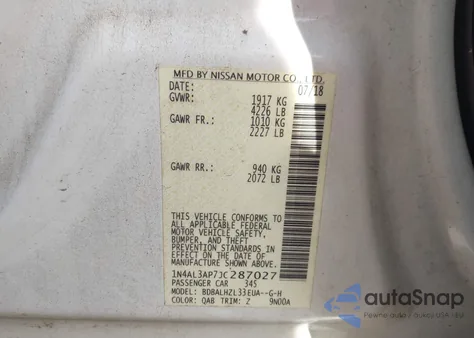 MFD BY NISSAN MOTOR CO., LTD.
DATE: 07/18
GVWR: 1917 KG
4226 LB
GAWR FR.: 1010 KG
2227 LB
GAWR RR.: 940 KG
2072 LB
THIS VEHICLE CONFORMS TO
ALL APPLICABLE FEDERAL
MOTOR VEHICLE SAFETY,
BUMPER, AND THEFT
PREVENTION STANDARDS IN
EFFECT ON THE DATE OF
MANUFACTURE SHOWN ABOVE.
1N4AL3AP7JC287027
PASSENGER CAR 345
MODEL: BDBALHZL33EUA--G-H
COLOR: QAB TRIM: Z 9N00A
autoSnap